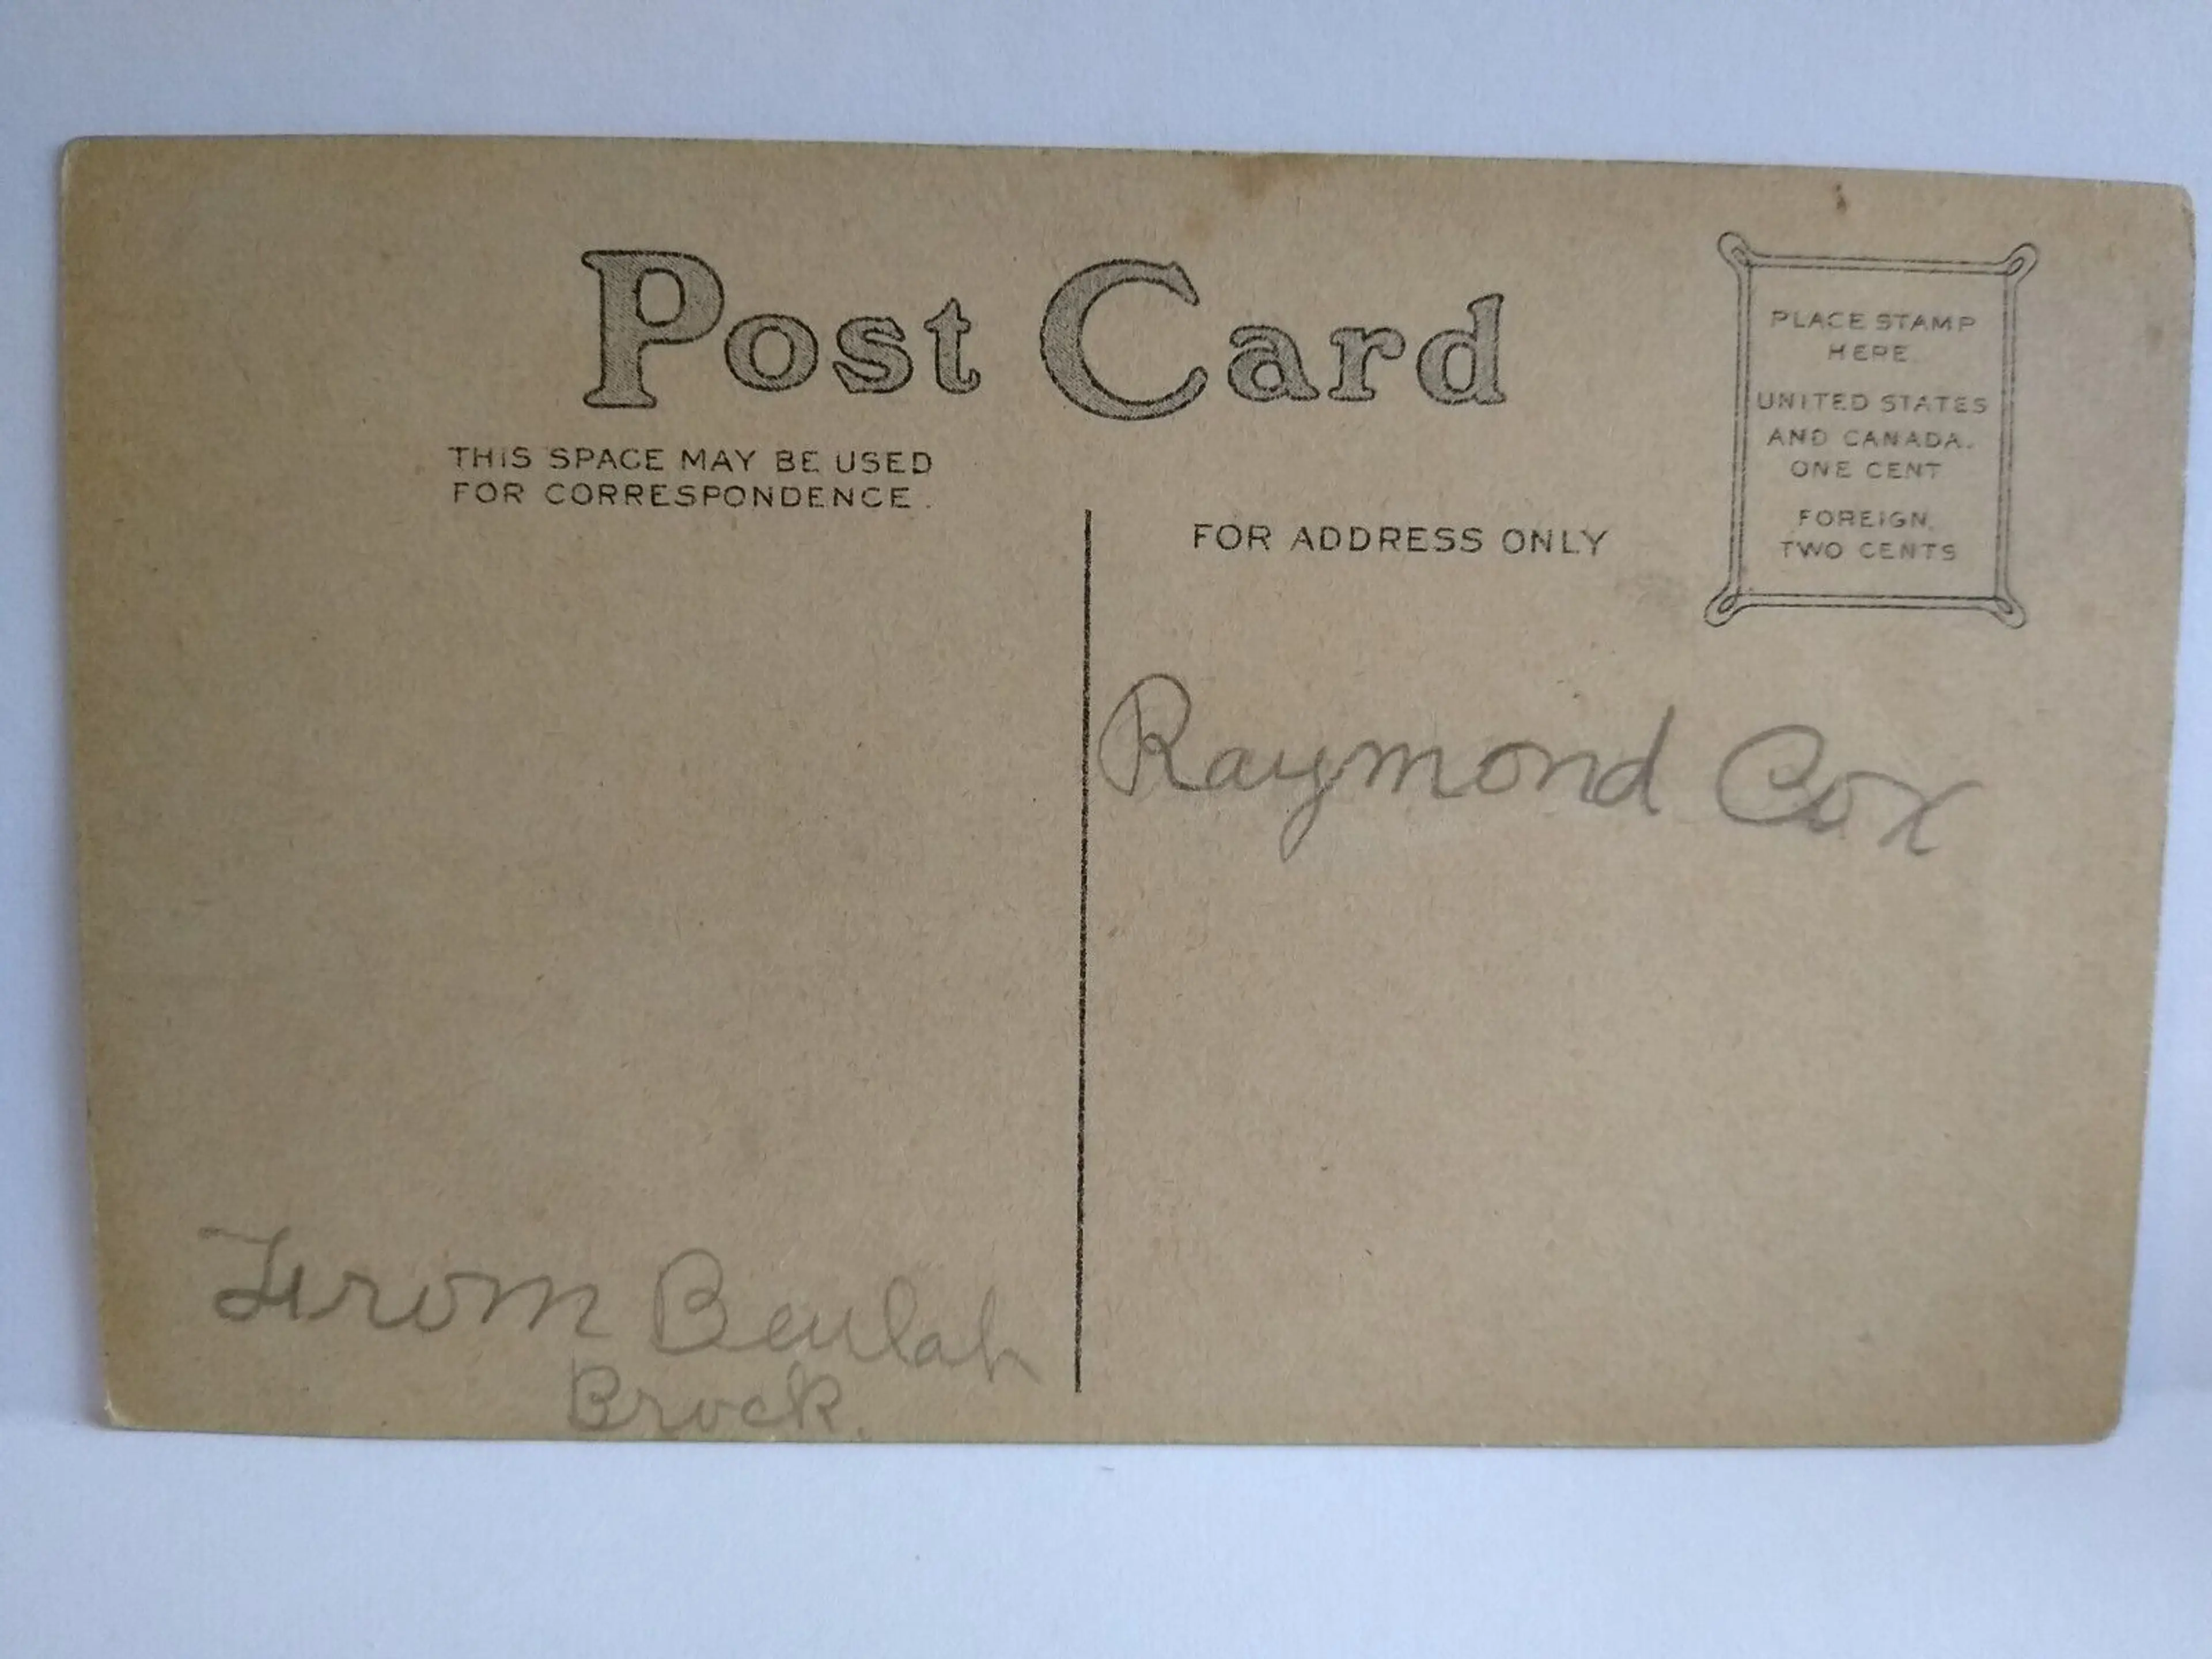 Post Card
THIS SPACE MAY BE USED
FOR CORRESPONDENCE.
FOR ADDRESS ONLY
PLACE STAMP
HERE
UNITED STATES
AND CANADA.
ONE CENT
FOREIGN,
TWO CENTS
Raymond Cox
From Beulah
Brock.